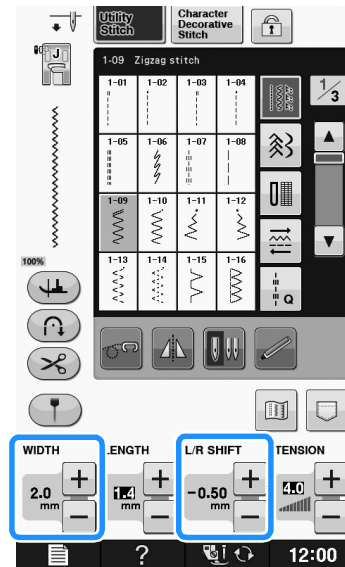 Utility
Stitch
Character
Decorative
Stitch
J
1-09 Zigzag stitch
1-01 1-02 1-03 1-04
1/3
1-05 1-06 1-07 1-08
1-09 1-10 1-11 1-12
100%
1-13 1-14 1-15 1-16
Q
WIDTH LENGTH L/R SHIFT TENSION
2.0 mm 1.4 mm -0.50 mm 4.0
?
12:00